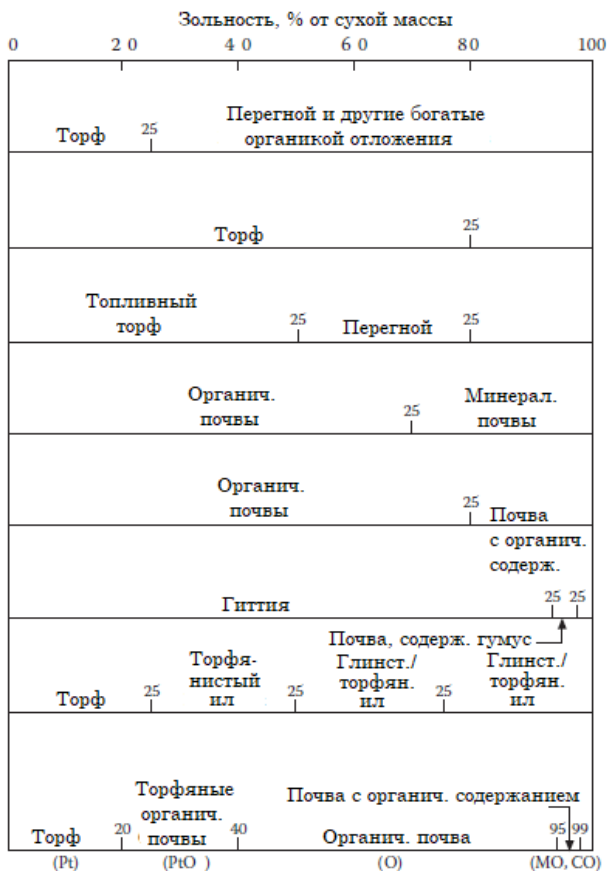 Зольность, % от сухой массы
0 2 0 4 0 6 0 80 100
Перегной и другие богатые
органикой отложения
Торф 25
25
Торф
Топливный
торф
25 Перегной 25
Органич.
почвы
25
Минерал.
почвы
Органич.
почвы
25
Почва
с органич.
содерж.
Гиттия
25 25
Почва, содерж. гумус
Торф 25
Торфя-
нистый
ил
25
Глинст./
торфян.
ил
25
Глинст./
торфян.
ил
Торф 20
Торфяные
органич.
почвы
40
Почва с органич. содержанием
Органич. почва
95 99
(Pt) (PtO ) (O) (MO, CO)